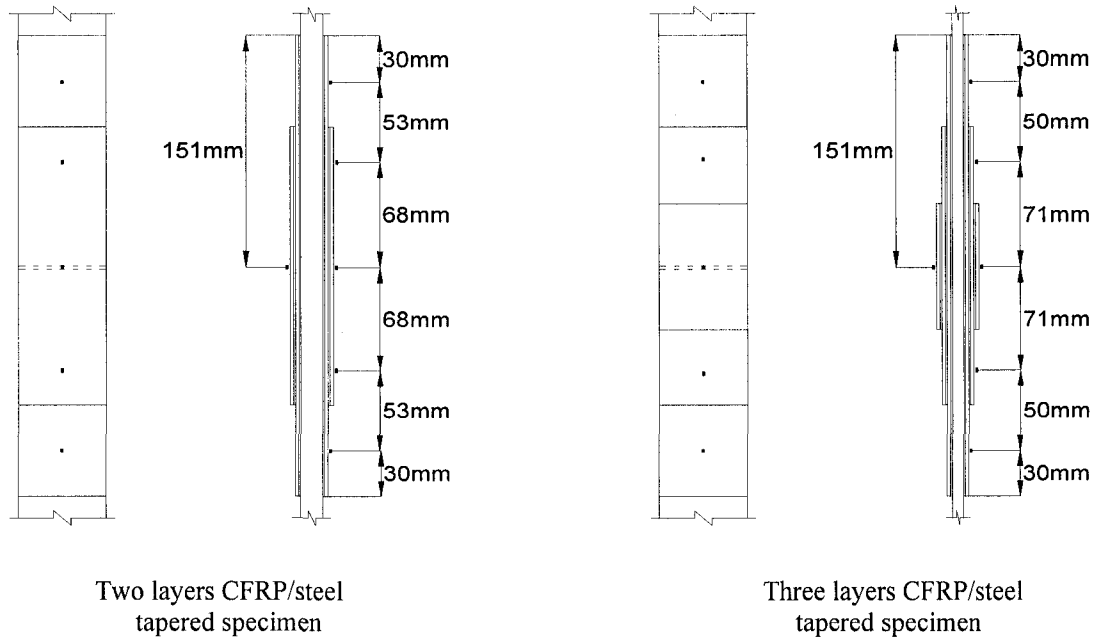 151mm
30mm
53mm
68mm
68mm
53mm
30mm
Two layers CFRP/steel
tapered specimen
151mm
30mm
50mm
71mm
71mm
50mm
30mm
Three layers CFRP/steel
tapered specimen